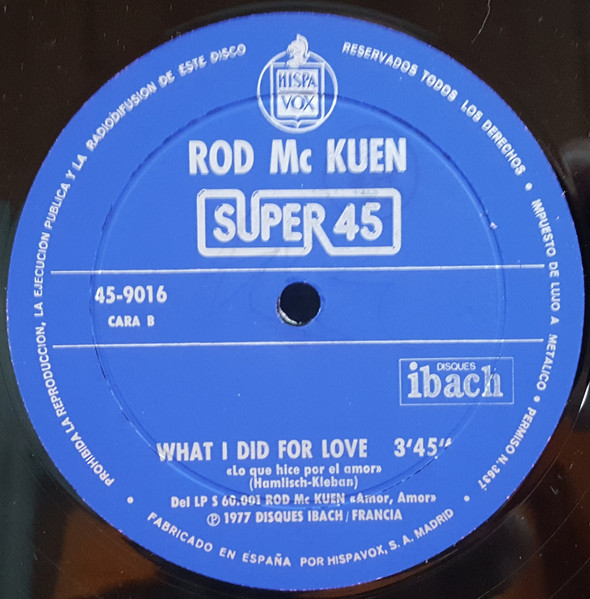 PROHIBIDA LA REPRODUCCION, LA EJECUCION PUBLICA Y LA RADIODIFUSION DE ESTE DISCO
RESERVADOS TODOS LOS DERECHOS • IMPUESTO DE LUJO A METALICO • PERMISO N. 3631 •
HISPA
VOX
ROD Mc KUEN
SUPER 45
45-9016
CARA B
DISQUES
ibach
WHAT I DID FOR LOVE 3'45"
«Lo que hice por el amor»
(Hamlisch-Kleban)
Del LP S 60.001 ROD Mc KUEN «Amor, Amor»
℗ 1977 DISQUES IBACH / FRANCIA
• FABRICADO EN ESPAÑA POR HISPAVOX, S. A. MADRID •